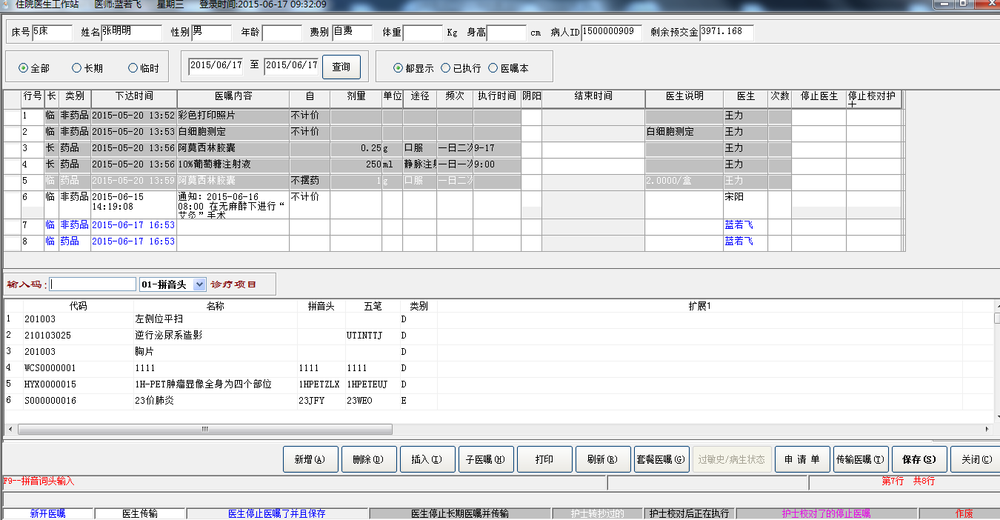 住院医生工作站 医师:蓝若飞 星期三 登录时间:2015-06-17 09:32:09
床号 5床 姓名 张明明 性别 男 年龄 费别 自费 体重 Kg 身高 cm 病人ID 1500000909 剩余预交金 3971.168
全部 长期 临时 2015/06/17 至 2015/06/17 查询 都显示 已执行 医嘱本
行号 长 类别 下达时间 医嘱内容 自 剂量 单位 途径 频次 执行时间 阴阳 结束时间 医生说明 医生 次数 停止医生 停止核对护士
1 临 非药品 2015-05-20 13:52 彩色打印照片 不计价 王力
2 临 非药品 2015-05-20 13:53 白细胞测定 不计价 白细胞测定 王力
3 长 药品 2015-05-20 13:56 阿莫西林胶囊 0.25 g 口服 一日二次 9-17 王力
4 长 药品 2015-05-20 13:56 10%葡萄糖注射液 250 ml 静脉注射 一日一次 9:00 王力
5 临 药品 2015-05-20 13:59 阿莫西林胶囊 不摆药 1 g 口服 一日二次 2.0000/盒 王力
6 临 非药品 2015-06-15 通知: 2015-06-16 不计价 宋阳
14:19:08 08:00 在无麻醉下进行“
艾灸”手术
7 临 非药品 2015-06-17 16:53 蓝若飞
8 临 药品 2015-06-17 16:53 蓝若飞
输入码: 01-拼音头 诊疗项目
代码 名称 拼音头 五笔 类别 扩展1
1 201003 左侧位平扫 D
2 210103025 逆行泌尿系造影 UTINTTJ D
3 201003 胸片 D
4 WCS0000001 1111 1111 1111 D
5 HYX0000015 1H-PET肿瘤显像全身为四个部位 1HPETZLX 1HPETEUJ D
6 S000000016 23价肺炎 23JFY 23WEO E
新增(A) 删除(D) 插入(I) 子医嘱(H) 打印 刷新(R) 套餐医嘱(G) 过敏史/病生状态 申 请 单 传输医嘱(T) 保存(S) 关闭(C)
F9--拼音词头输入 第7行 共8行
新开医嘱 医生传输 医生停止医嘱了并且保存 医生停止长期医嘱并传输 护士转抄过的 护士核对后正在执行 护士核对了的停止医嘱 作废